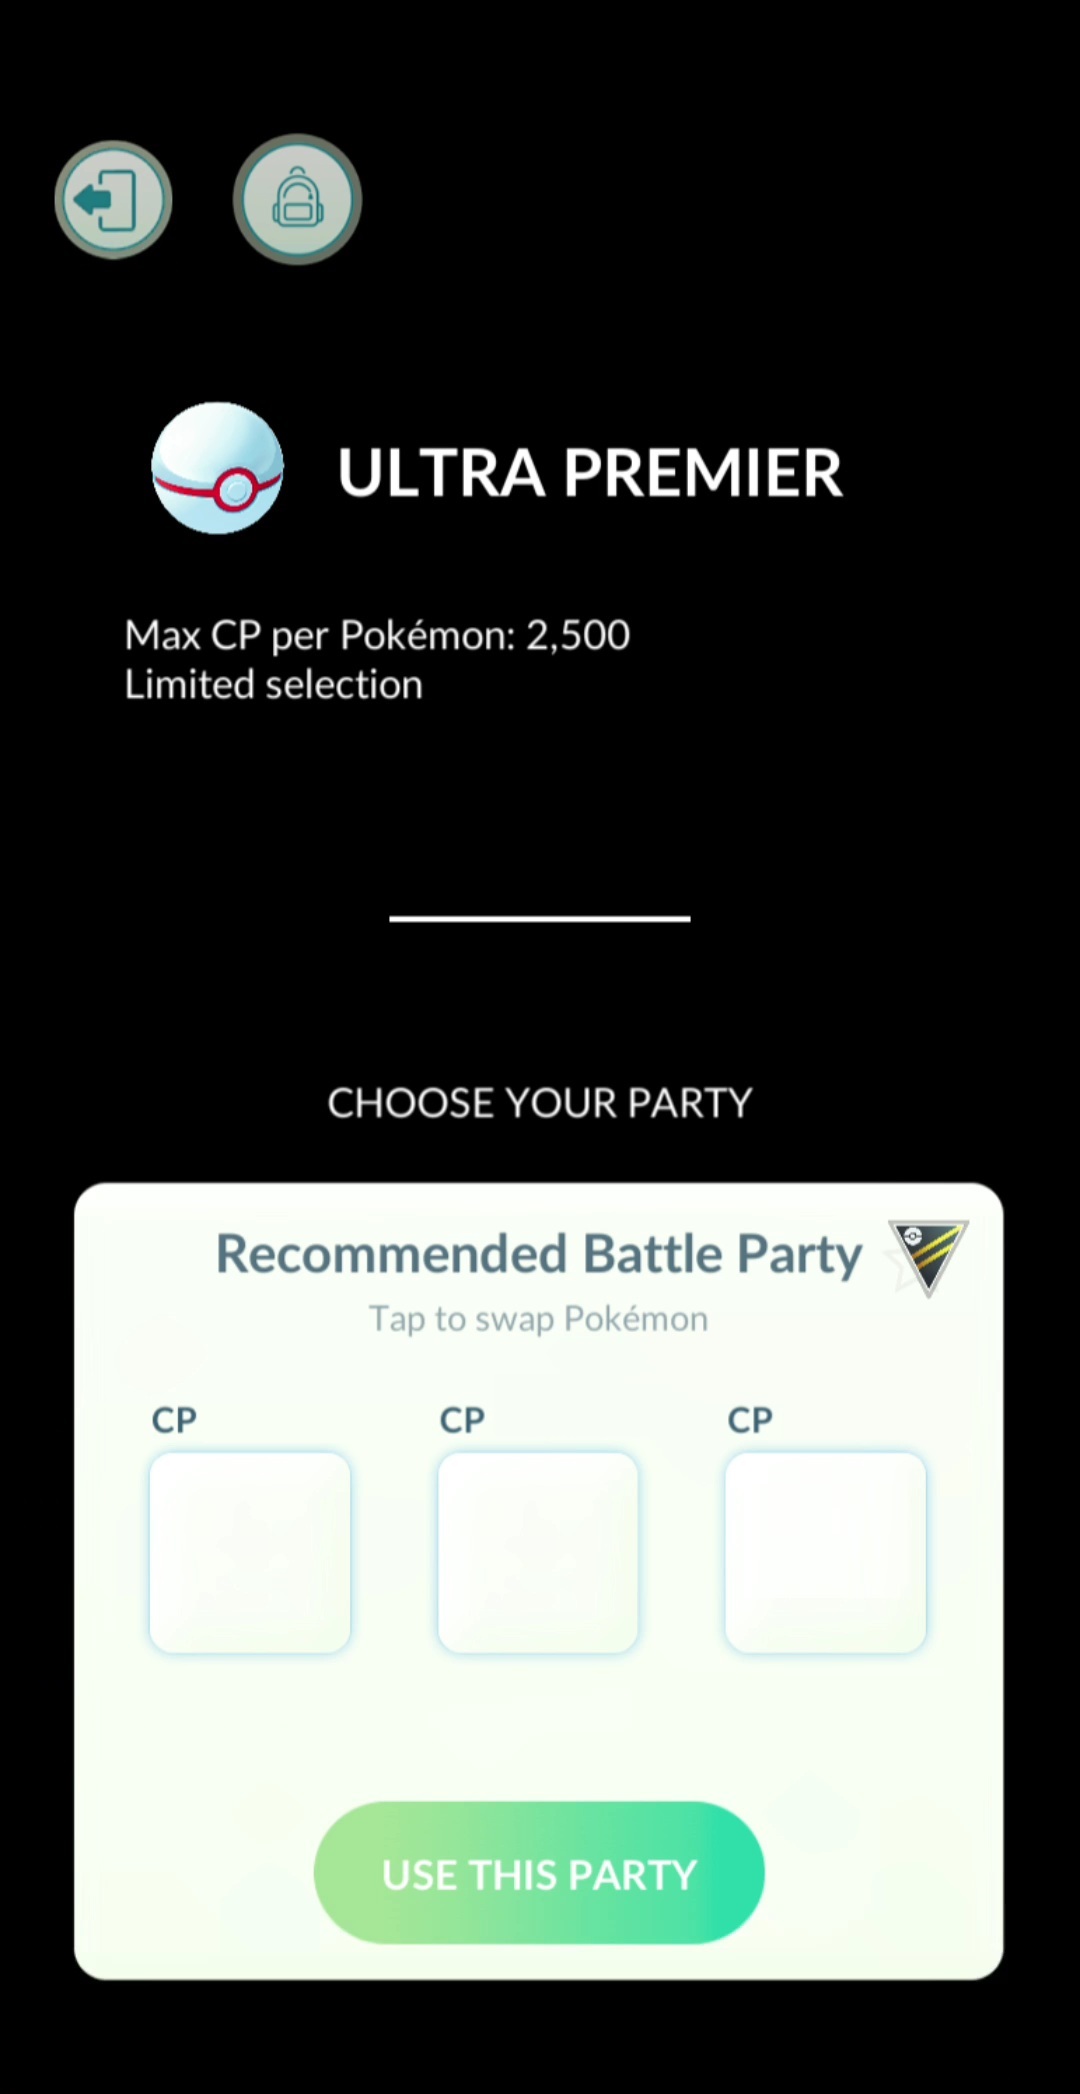 ULTRA PREMIER
Max CP per Pokémon: 2,500
Limited selection
CHOOSE YOUR PARTY
Recommended Battle Party
Tap to swap Pokémon
CP CP CP
USE THIS PARTY